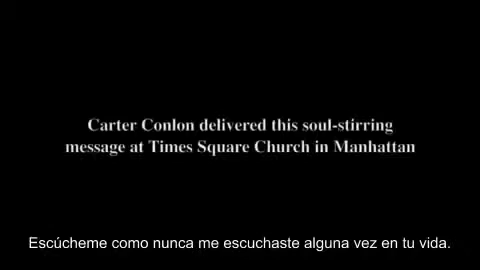 Carter Conlon delivered this soul-stirring
message at Times Square Church in Manhattan
Escúcheme como nunca me escuchaste alguna vez en tu vida.